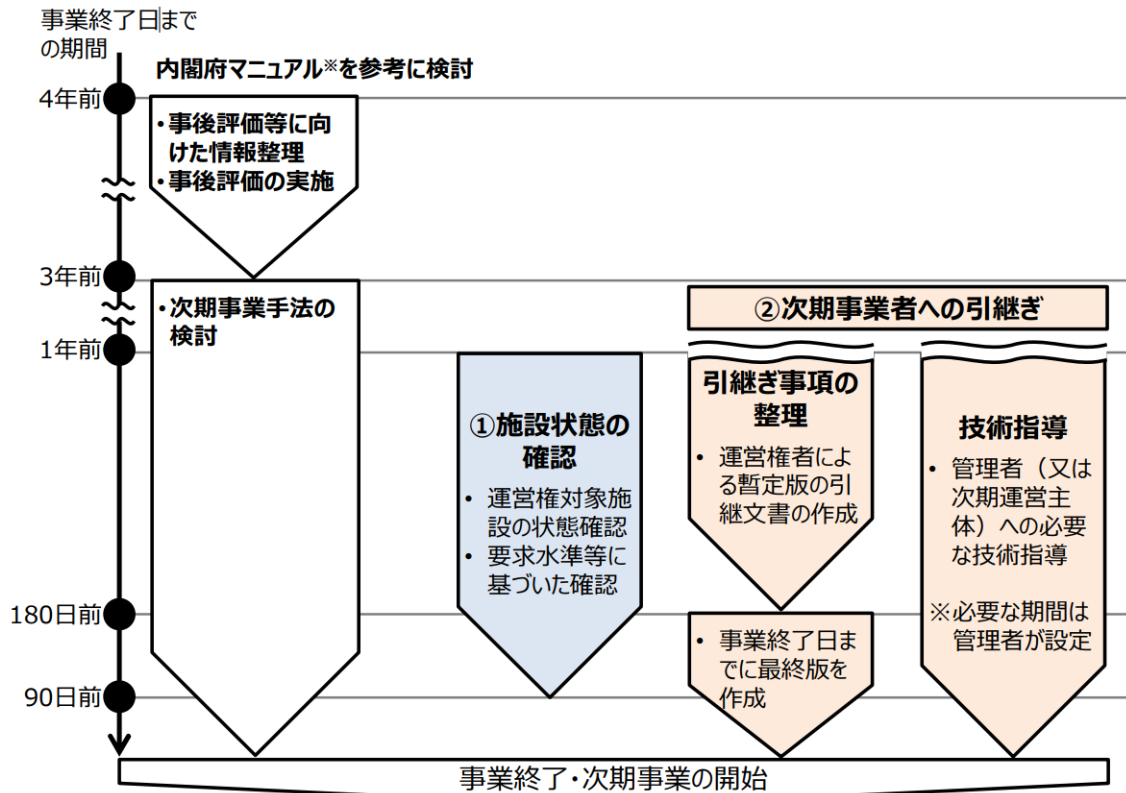 事業終了日まで
の期間
内閣府マニュアル※を参考に検討
4年前
・事後評価等に向
けた情報整理
・事後評価の実施
3年前
・次期事業手法の
検討
②次期事業者への引継ぎ
1年前
①施設状態の
確認
• 運営権対象施
設の状態確認
• 要求水準等に
基づいた確認
引継ぎ事項の
整理
• 運営権者によ
る暫定版の引
継文書の作成
技術指導
• 管理者（又は
次期運営主
体）への必要
な技術指導
※必要な期間は
管理者が設定
180日前
• 事業終了日ま
でに最終版を
作成
90日前
事業終了・次期事業の開始